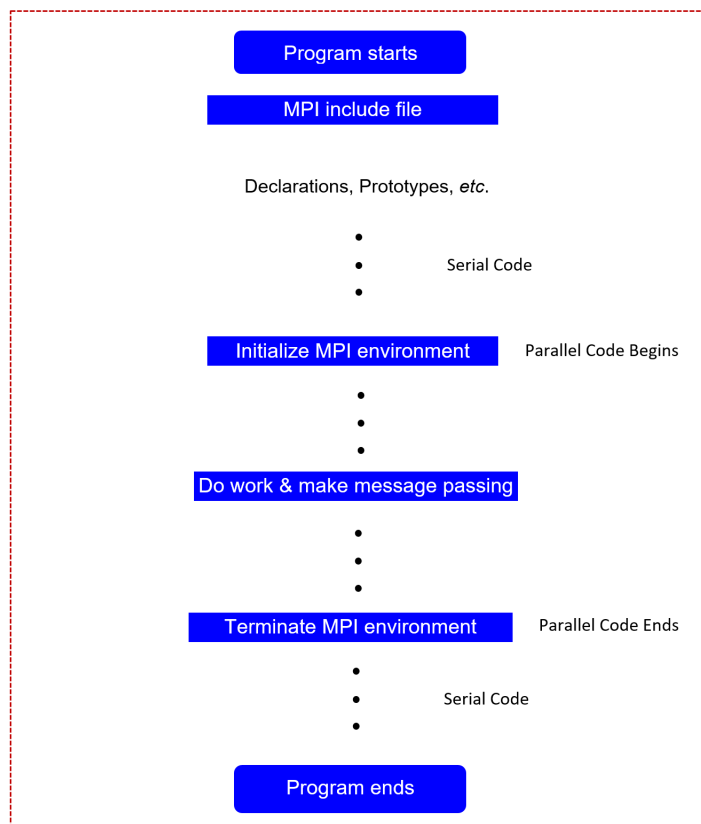 Program starts
MPI include file
Declarations, Prototypes, etc.
Serial Code
Initialize MPI environment
Parallel Code Begins
Do work & make message passing
Terminate MPI environment
Parallel Code Ends
Serial Code
Program ends